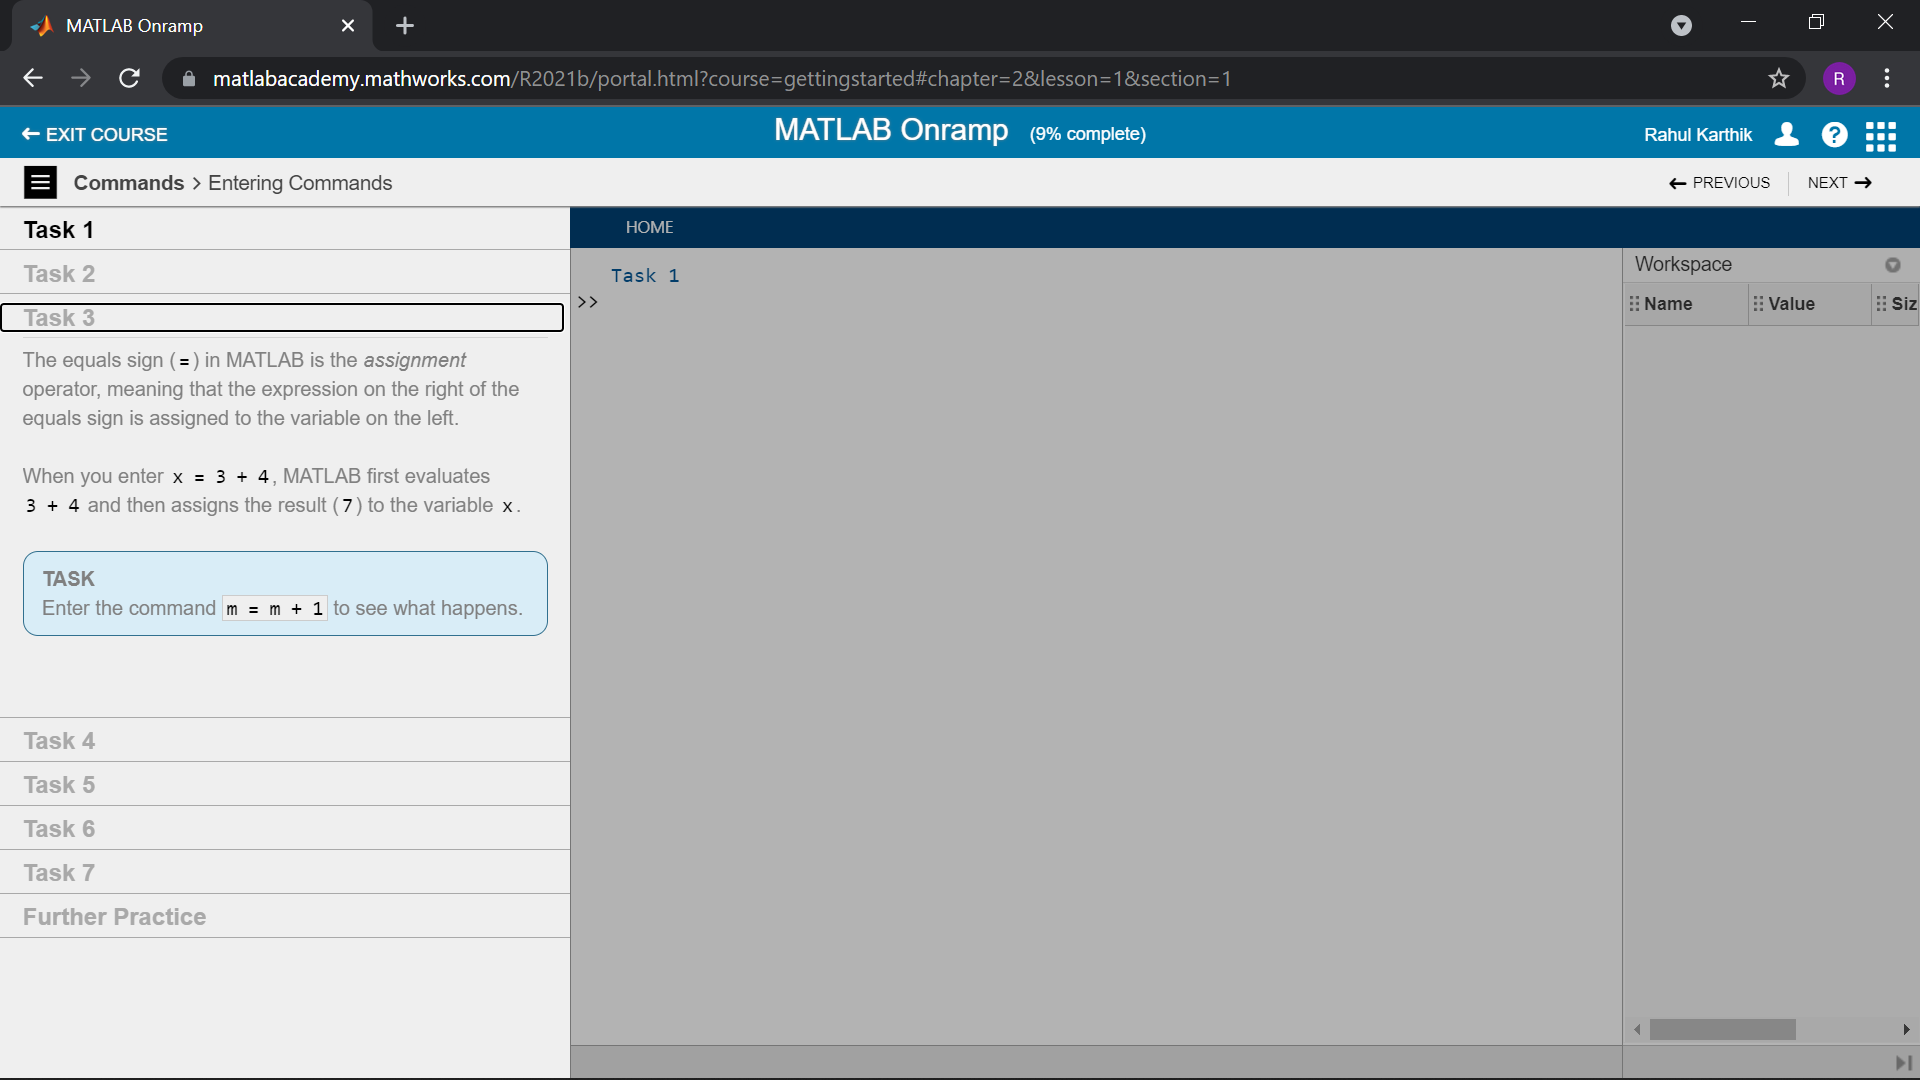 MATLAB Onramp
matlabacademy.mathworks.com/R2021b/portal.html?course=gettingstarted#chapter=2&lesson=1&section=1
R
EXIT COURSE
MATLAB Onramp (9% complete)
Rahul Karthik
?
Commands > Entering Commands
PREVIOUS
NEXT
Task 1
Task 2
Task 3
The equals sign (=) in MATLAB is the assignment
operator, meaning that the expression on the right of the
equals sign is assigned to the variable on the left.
When you enter x = 3 + 4, MATLAB first evaluates
3 + 4 and then assigns the result (7) to the variable x.
TASK
Enter the command m = m + 1 to see what happens.
Task 4
Task 5
Task 6
Task 7
Further Practice
HOME
Task 1
>>
Workspace
Name
Value
Siz